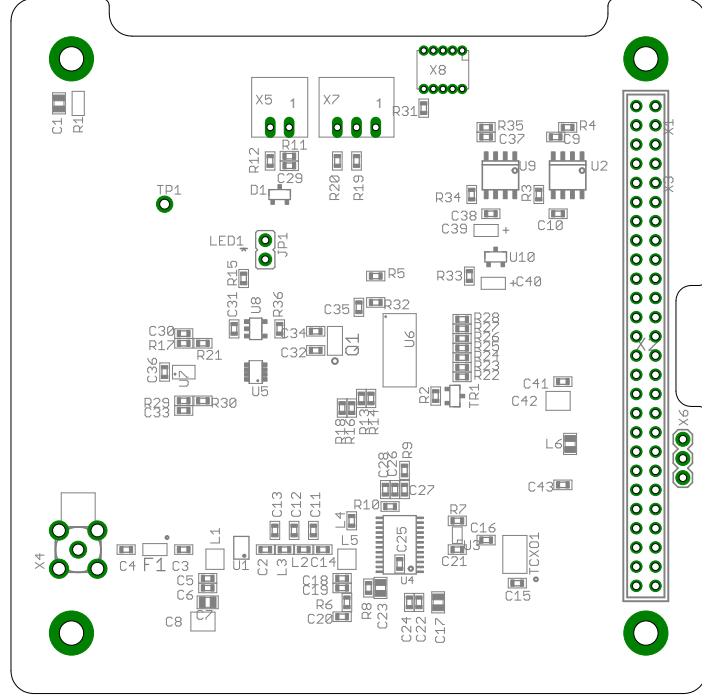 X8
X5
1
X7
1
R31
C1
R1
X1
R35
R4
C37
C9
R12
R11
C29
D1
R20
R19
U9
U2
X3
TP1
R34
R3
C38
C10
C39
+
LED1
JP1
U10
R15
R5
R33
+
C40
C31
U8
R36
C35
R32
C30
R17
R21
C34
C32
Q1
U6
R28
R27
R26
R25
R24
R23
R22
X2
C36
U7
U5
R29
R30
C33
R18
R16
R13
R14
R2
TR1
C41
C42
X6
L6
C28
C26
R9
C27
C43
R10
C13
C12
C11
L4
R7
C16
X4
C4
F1
C3
L1
U1
C2
L3
L2
C14
L5
C25
U4
U3
C21
TCXO1
C5
C6
C7
C8
C18
C19
R6
C20
R8
C23
C24
C22
C17
C15